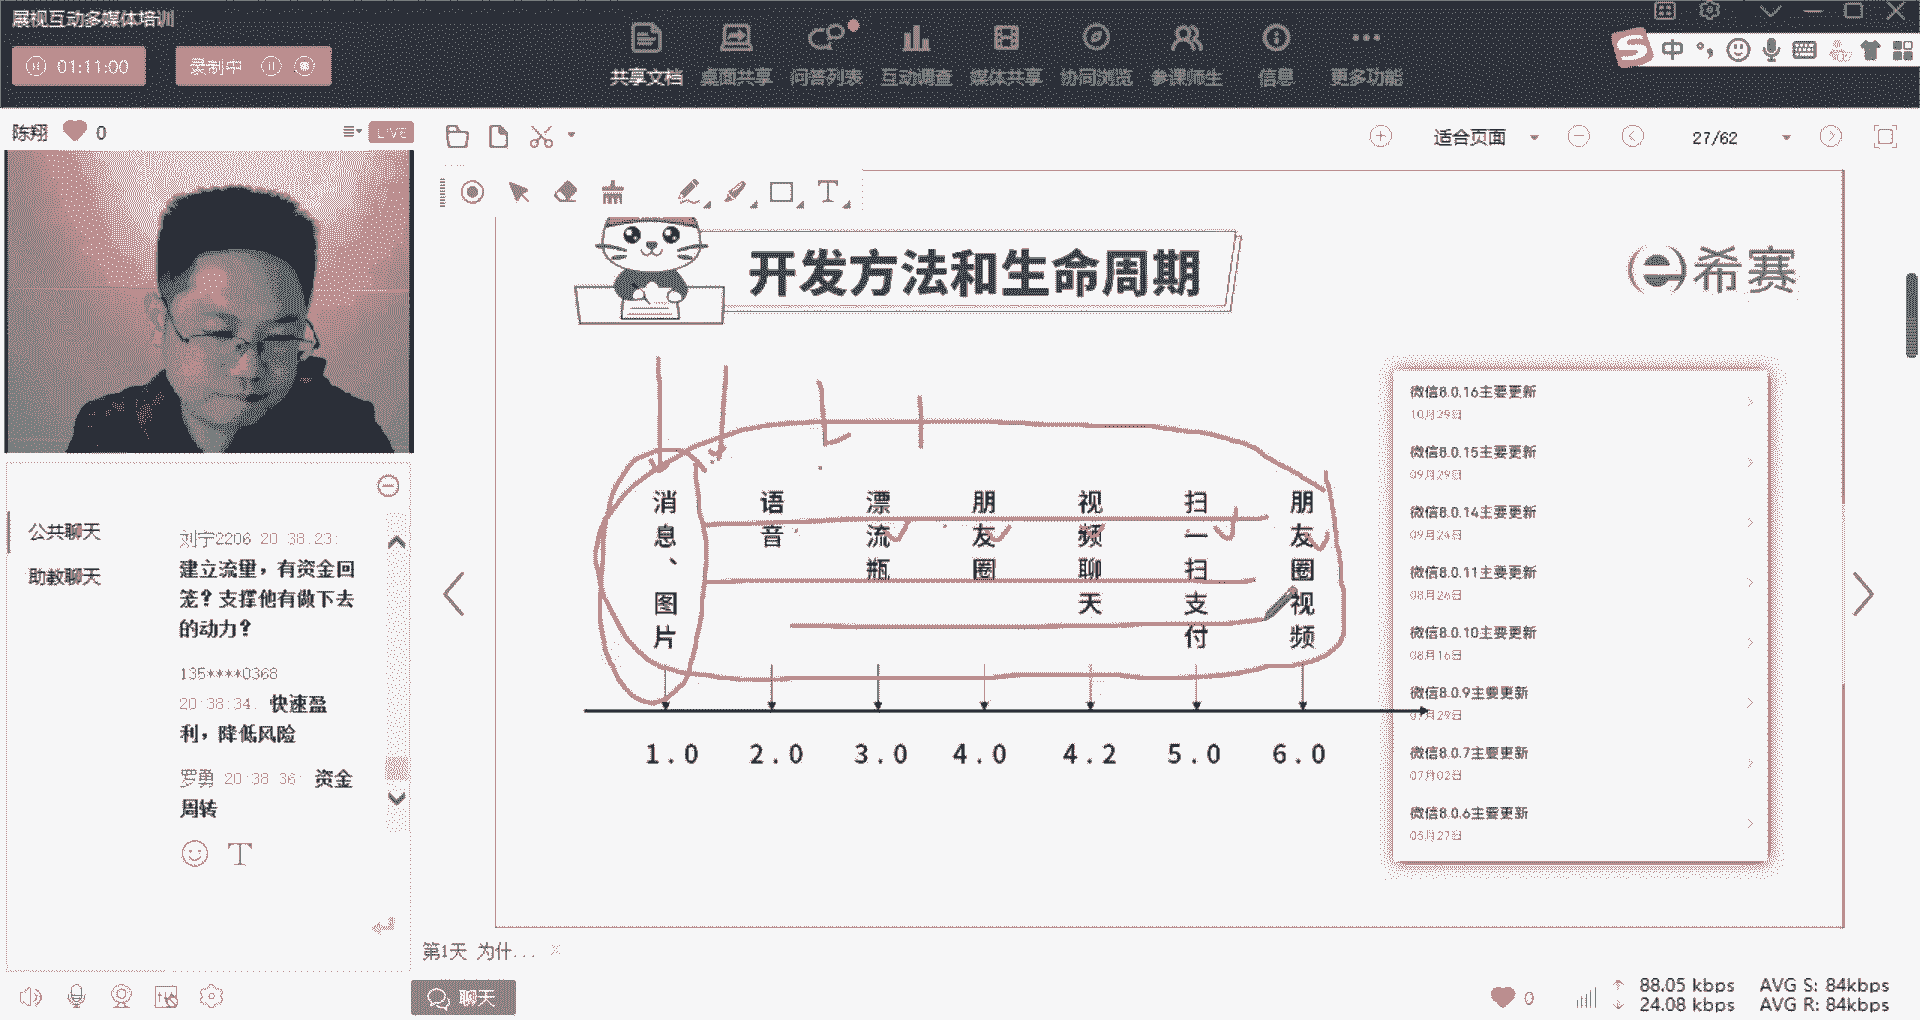 展视互动多媒体培训
01:11:00
录制中
共享文档
桌面共享
问答列表
互动调查
媒体共享
协同浏览
参课师生
信息
更多功能
中
陈翔
0
LIVE
适合页面
27/62
T
开发方法和生命周期
希赛
消息、图片
语音
漂流瓶
朋友圈
视频聊天
扫一扫支付
朋友圈视频
1.0
2.0
3.0
4.0
4.2
5.0
6.0
微信8.0.16主要更新
10月29日
微信8.0.15主要更新
09月29日
微信8.0.14主要更新
09月24日
微信8.0.11主要更新
08月26日
微信8.0.10主要更新
08月16日
微信8.0.9主要更新
07月29日
微信8.0.7主要更新
07月02日
微信8.0.6主要更新
05月27日
公共聊天
助教聊天
刘宁2206 20:38:23:
建立流量，有资金回
笼？支撑他有做下去
的动力？
135****0368
20:38:34: 快速盈
利，降低风险
罗勇 20:38:36: 资金
周转
T
第1天 为什...
聊天
0
88.05 kbps
AVG S: 84kbps
24.08 kbps
AVG R: 84kbps